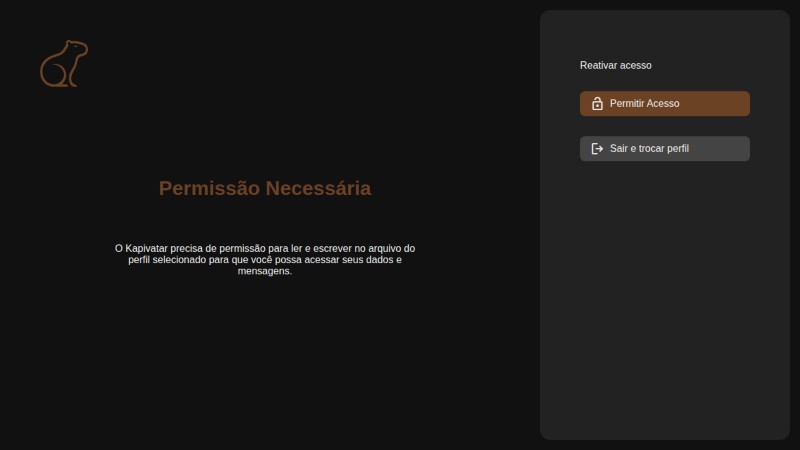 Permissão Necessária
O Kapivatar precisa de permissão para ler e escrever no arquivo do
perfil selecionado para que você possa acessar seus dados e
mensagens.
Reativar acesso
Permitir Acesso
Sair e trocar perfil